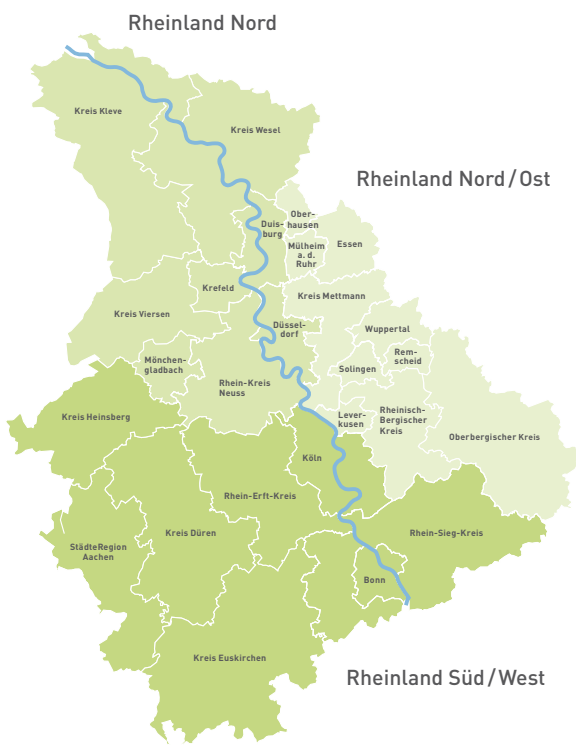 Rheinland Nord
Kreis Kleve
Kreis Wesel
Rheinland Nord / Ost
Duis-
burg
Ober-
hausen
Essen
Mülheim
a. d.
Ruhr
Krefeld
Kreis Mettmann
Kreis Viersen
Düssel-
dorf
Wuppertal
Mönchen-
gladbach
Rem-
scheid
Solingen
Rhein-Kreis
Neuss
Kreis Heinsberg
Lever-
kusen
Rheinisch-
Bergischer
Kreis
Oberbergischer Kreis
Köln
Rhein-Erft-Kreis
Kreis Düren
Rhein-Sieg-Kreis
StädteRegion
Aachen
Bonn
Kreis Euskirchen
Rheinland Süd / West